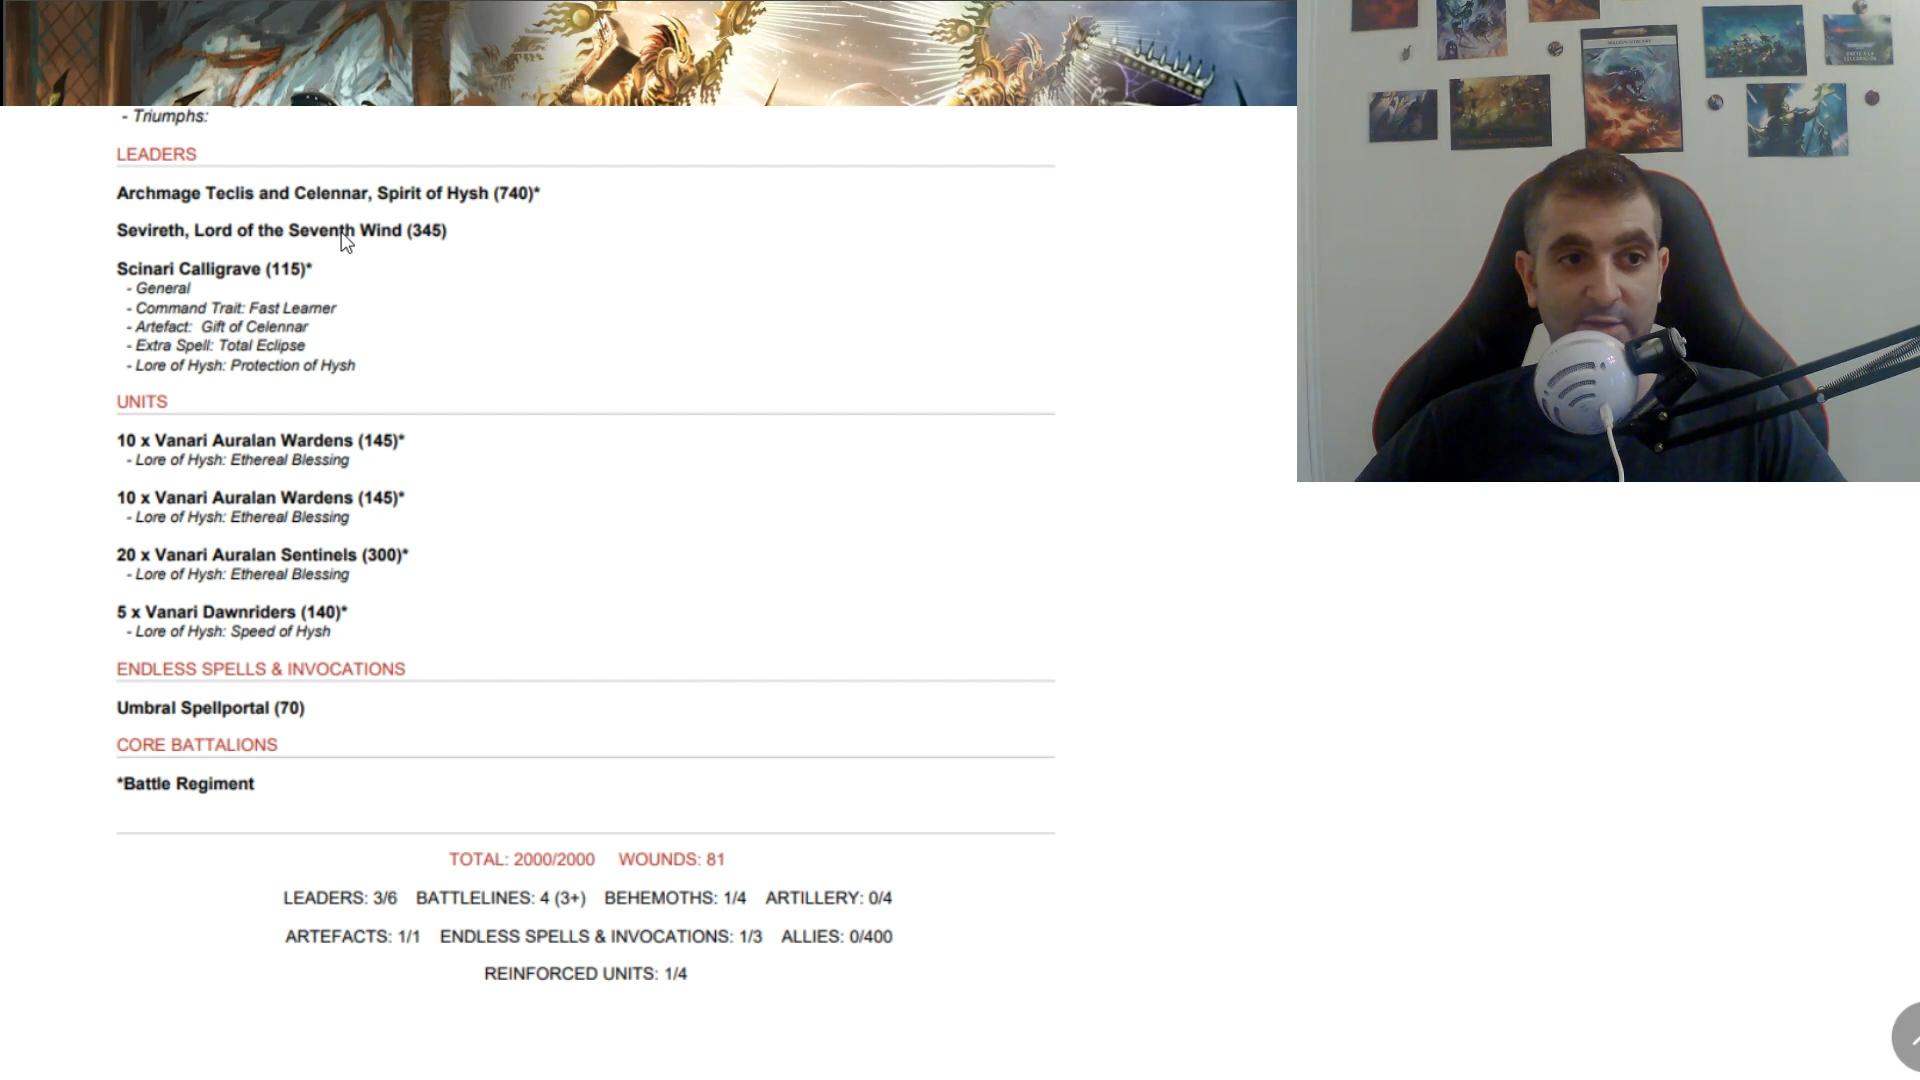 - Triumphs:
LEADERS
Archmage Teclis and Celennar, Spirit of Hysh (740)*
Sevireth, Lord of the Seventh Wind (345)
Scinari Calligrave (115)*
- General
- Command Trait: Fast Learner
- Artefact: Gift of Celennar
- Extra Spell: Total Eclipse
- Lore of Hysh: Protection of Hysh
UNITS
10 x Vanari Auralan Wardens (145)*
- Lore of Hysh: Ethereal Blessing
10 x Vanari Auralan Wardens (145)*
- Lore of Hysh: Ethereal Blessing
20 x Vanari Auralan Sentinels (300)*
- Lore of Hysh: Ethereal Blessing
5 x Vanari Dawnriders (140)*
- Lore of Hysh: Speed of Hysh
ENDLESS SPELLS & INVOCATIONS
Umbral Spellportal (70)
CORE BATTALIONS
*Battle Regiment
TOTAL: 2000/2000 WOUNDS: 81
LEADERS: 3/6 BATTLELINES: 4 (3+) BEHEMOTHS: 1/4 ARTILLERY: 0/4
ARTEFACTS: 1/1 ENDLESS SPELLS & INVOCATIONS: 1/3 ALLIES: 0/400
REINFORCED UNITS: 1/4